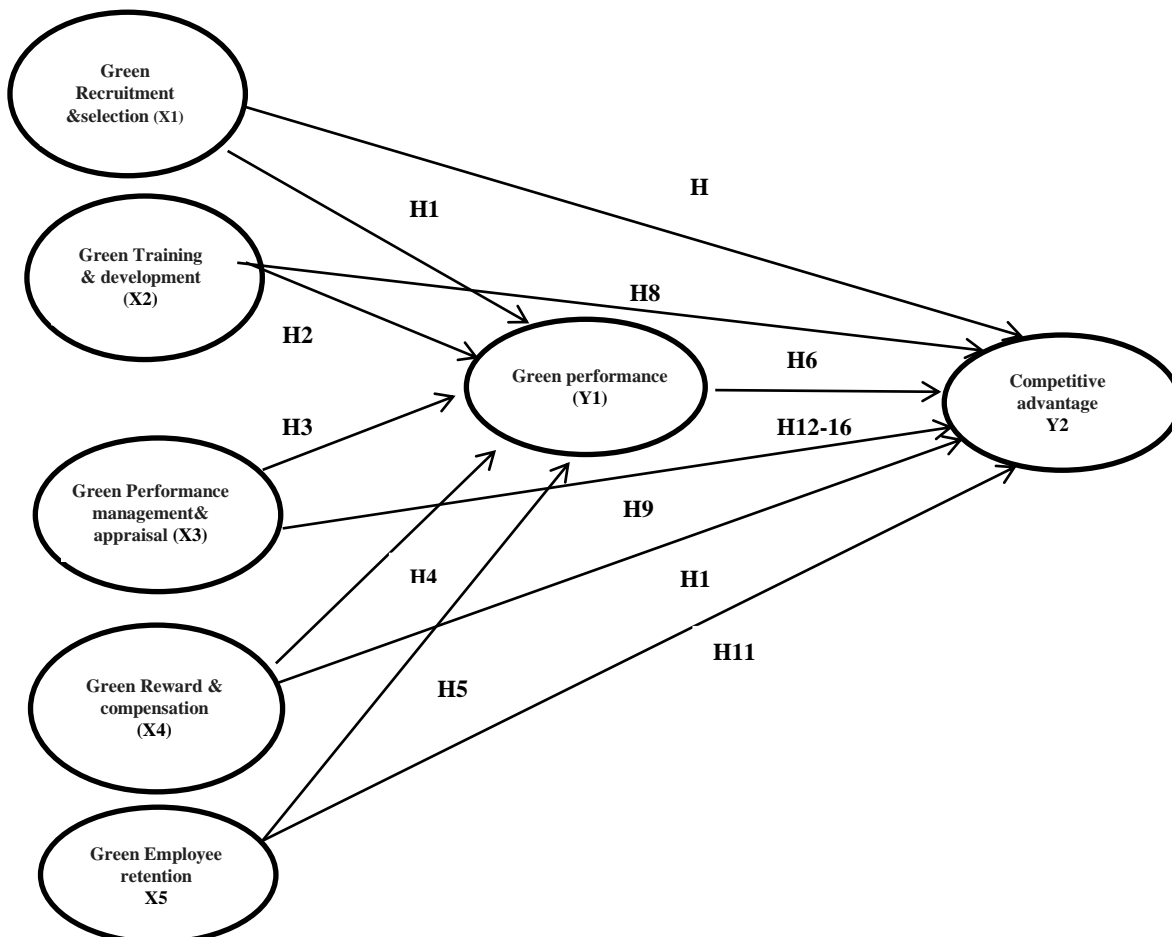 Green
Recruitment
&selection (X1)
H
H1
Green Training
& development
(X2)
H8
H2
Green performance
(Y1)
H6
Competitive
advantage
Y2
H3
H12-16
Green Performance
management&
appraisal (X3)
H9
H4
H1
H11
Green Reward &
compensation
(X4)
H5
Green Employee
retention
X5